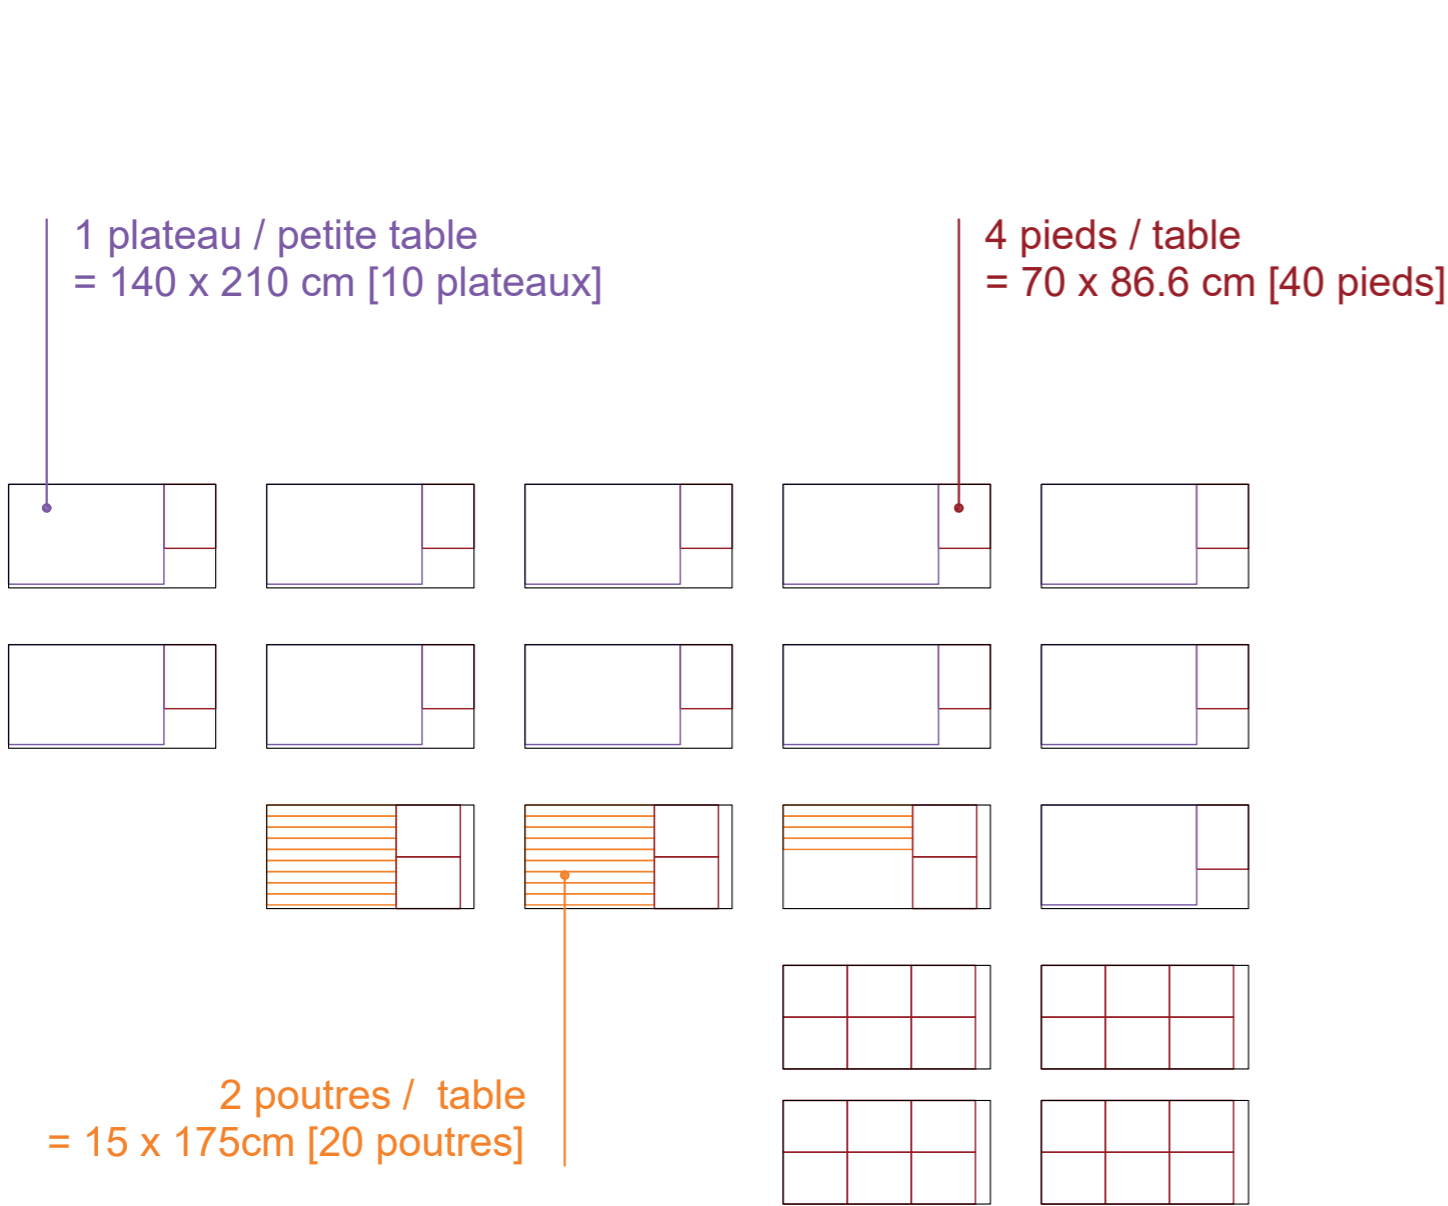 1 plateau / petite table
= 140 x 210 cm [10 plateaux]
4 pieds / table
= 70 x 86.6 cm [40 pieds]
2 poutres /  table
= 15 x 175cm [20 poutres]